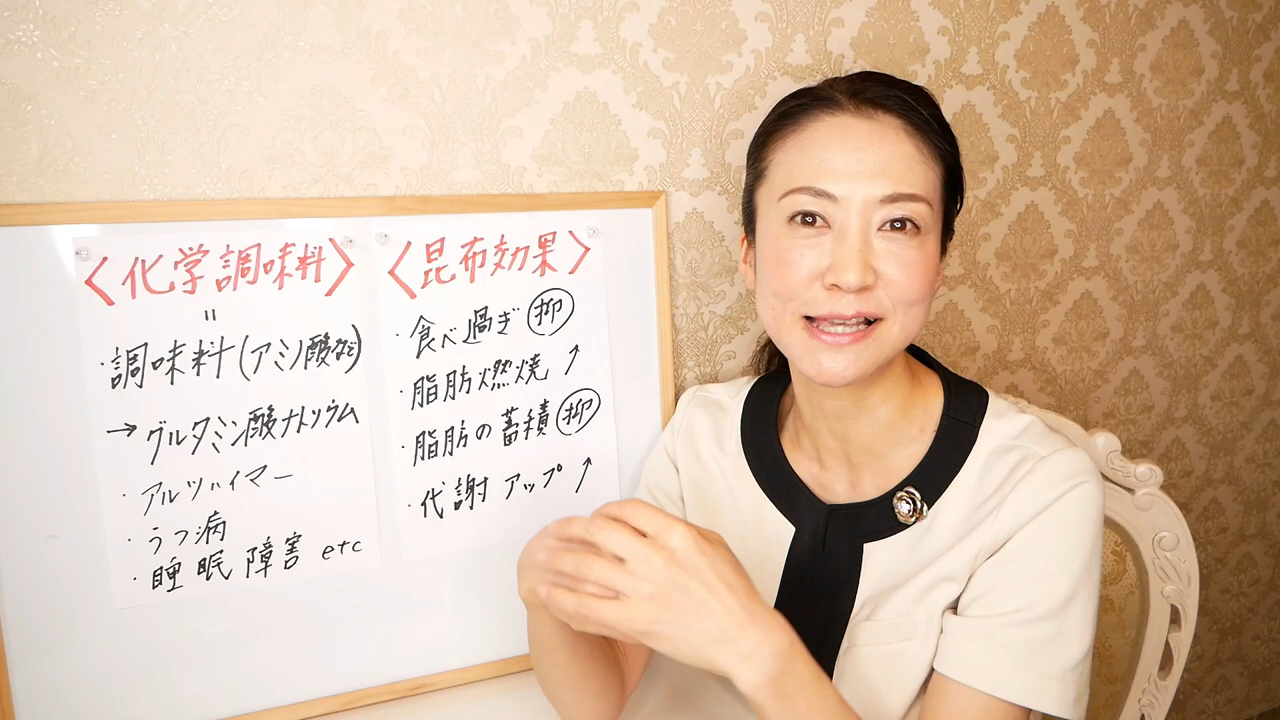 〈化学調味料〉
〃
・調味料(アミノ酸など)
→グルタミン酸ナトリウム
・アルツハイマー
・うつ病
・睡眠障害 etc
〈昆布効果〉
・食べ過ぎ 抑
・脂肪燃焼 ↑
・脂肪の蓄積 抑
・代謝アップ ↑